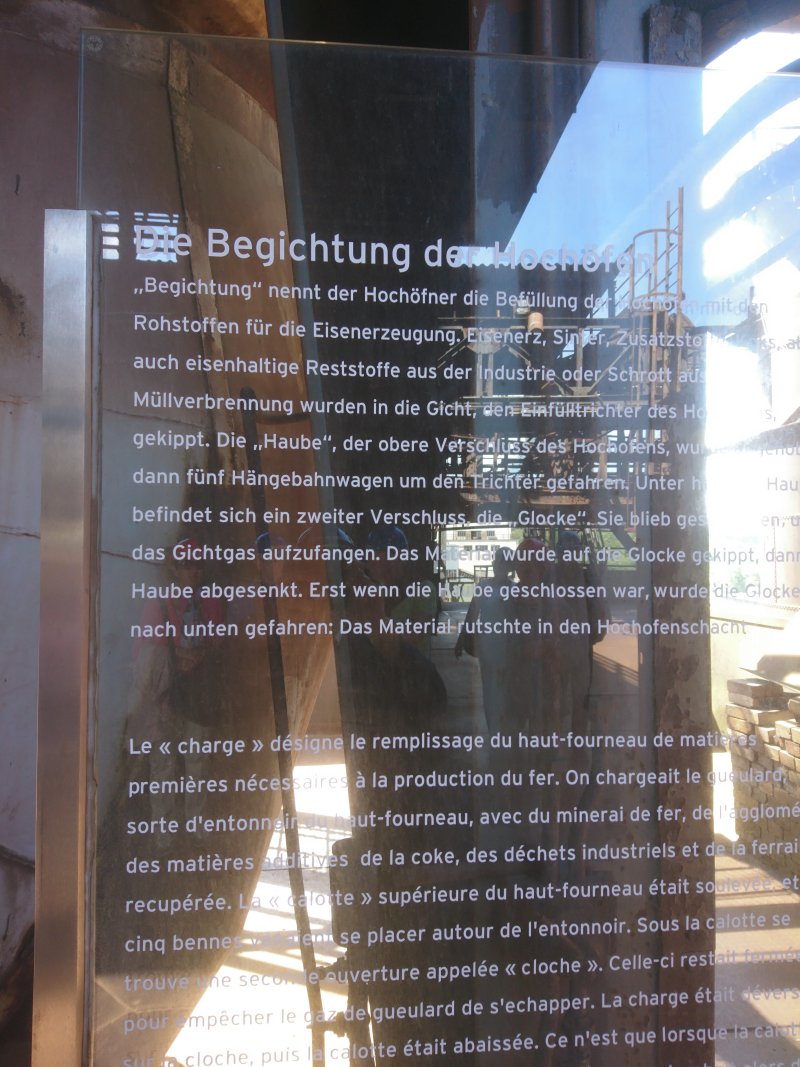 Die Begichtung der Hochöfen
„Begichtung“ nennt der Hochöfner die Befüllung der Hochöfen mit den
Rohstoffen für die Eisenerzeugung. Eisenerz, Sinter,
auch eisenhaltige Reststoffe aus der Industrie oder Schrott aus
Müllverbrennung wurden in die Gicht, den Einfülltrichter des
gekippt. Die „Haube“, der obere Verschluss des Hochofens,
dann fünf Hängebahnwagen um den Trichter gefahren. Unter
befindet sich ein zweiter Verschluss, die „Glocke“. Sie blieb
das Gichtgas aufzufangen. Das Material wurde auf die Glocke gekippt, dann
Haube abgesenkt. Erst wenn die Haube geschlossen war, wurde die Glocke
nach unten gefahren: Das Material rutschte in den Hochofenschacht
Le « charge » désigne le remplissage du haut-fourneau de matières
premières nécessaires à la production du fer. On chargeait le gueulard,
sorte d'entonnoir du haut-fourneau, avec du minerai de fer, de
des matières additives de la coke, des déchets industriels et de la
recupérée. La « calotte » supérieure du haut-fourneau était soulevée et
cinq bennes venaient se placer autour de l'entonnoir. Sous la calotte se
trouve une seconde ouverture appelée « cloche ». Celle-ci restait
pour empêcher le gaz de gueulard de s'echapper. La charge était
sur la cloche, puis la calotte était abaissée. Ce n'est que lorsque la